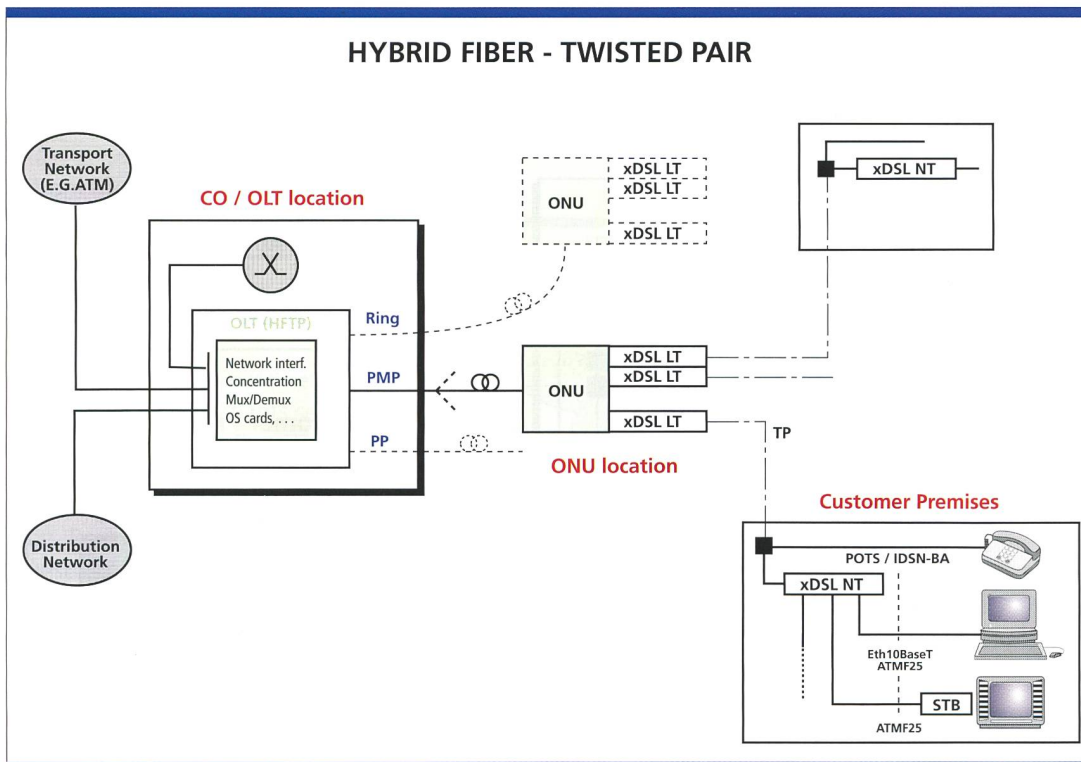 HYBRID FIBER - TWISTED PAIR
Transport
Network
(E.G.ATM)
CO / OLT location
OLT (HFTP)
Network interf.
Concentration
Mux/Demux
OS cards, . . .
Distribution
Network
Ring
PMP
PP
ONU
xDSL LT
xDSL LT
xDSL LT
ONU
xDSL LT
xDSL LT
xDSL LT
ONU location
TP
xDSL NT
Customer Premises
POTS / IDSN-BA
xDSL NT
Eth10BaseT
ATMF25
STB
ATMF25